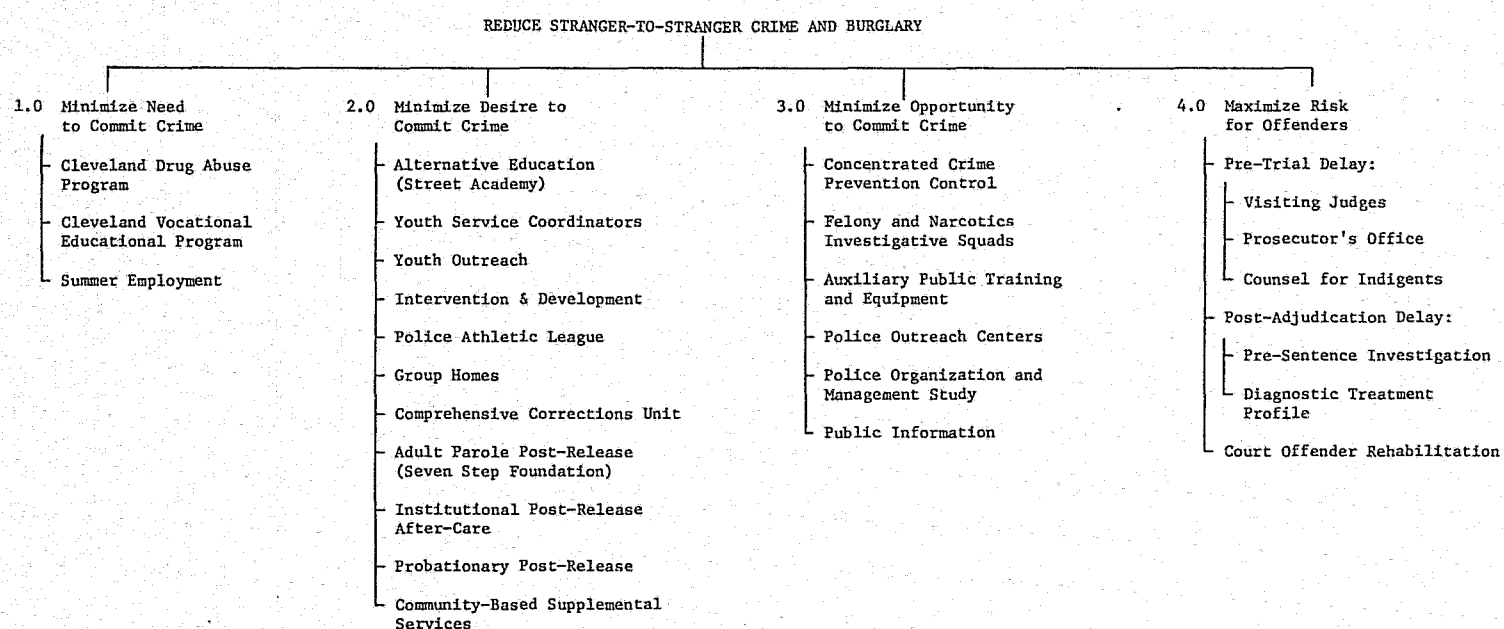 REDUCE STRANGER-TO-STRANGER CRIME AND BURGLARY
1.0 Minimize Need
to Commit Crime
Cleveland Drug Abuse
Program
Cleveland Vocational
Educational Program
Summer Employment
2.0 Minimize Desire to
Commit Crime
Alternative Education
(Street Academy)
Youth Service Coordinators
Youth Outreach
Intervention & Development
Police Athletic League
Group Homes
Comprehensive Corrections Unit
Adult Parole Post-Release
(Seven Step Foundation)
Institutional Post-Release
After-Care
Probationary Post-Release
Community-Based Supplemental
Services
3.0 Minimize Opportunity
to Commit Crime
Concentrated Crime
Prevention Control
Felony and Narcotics
Investigative Squads
Auxiliary Public Training
and Equipment
Police Outreach Centers
Police Organization and
Management Study
Public Information
4.0 Maximize Risk
for Offenders
Pre-Trial Delay:
Visiting Judges
Prosecutor's Office
Counsel for Indigents
Post-Adjudication Delay:
Pre-Sentence Investigation
Diagnostic Treatment
Profile
Court Offender Rehabilitation